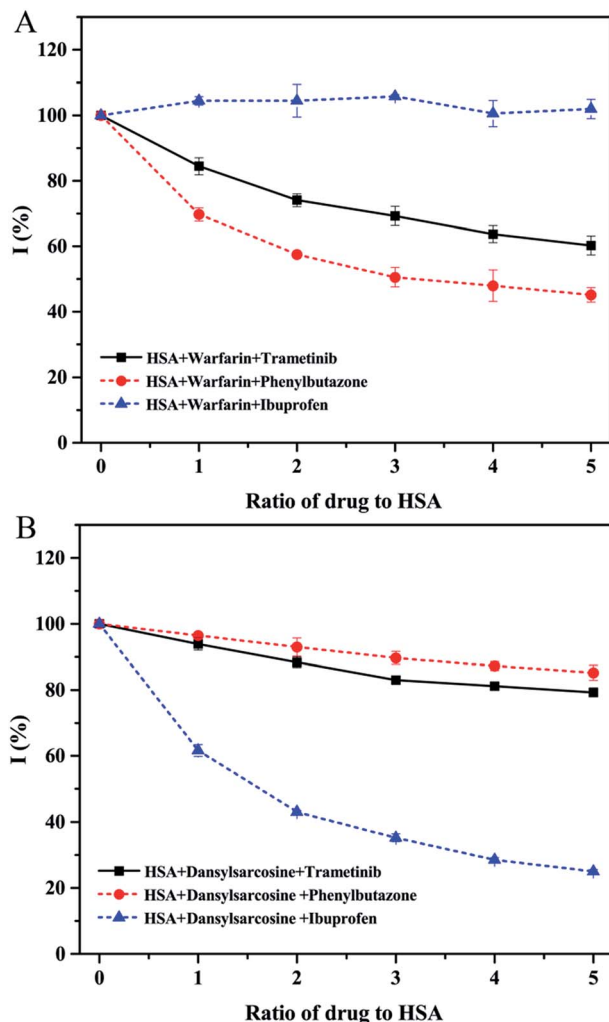 A
120
100
80
60
40
20
0
I (%)
HSA+Warfarin+Trametinib
HSA+Warfarin+Phenylbutazone
HSA+Warfarin+Ibuprofen
0 1 2 3 4 5
Ratio of drug to HSA
B
120
100
80
60
40
20
0
I (%)
HSA+Dansylsarcosine+Trametinib
HSA+Dansylsarcosine +Phenylbutazone
HSA+Dansylsarcosine +Ibuprofen
0 1 2 3 4 5
Ratio of drug to HSA